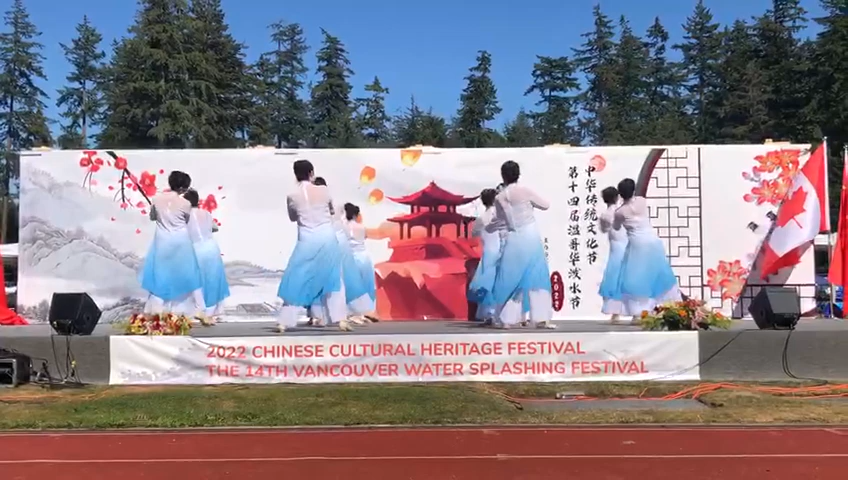 中华传统文化节
第十四届温哥华泼水节
2022
2022 CHINESE CULTURAL HERITAGE FESTIVAL
THE 14TH VANCOUVER WATER SPLASHING FESTIVAL